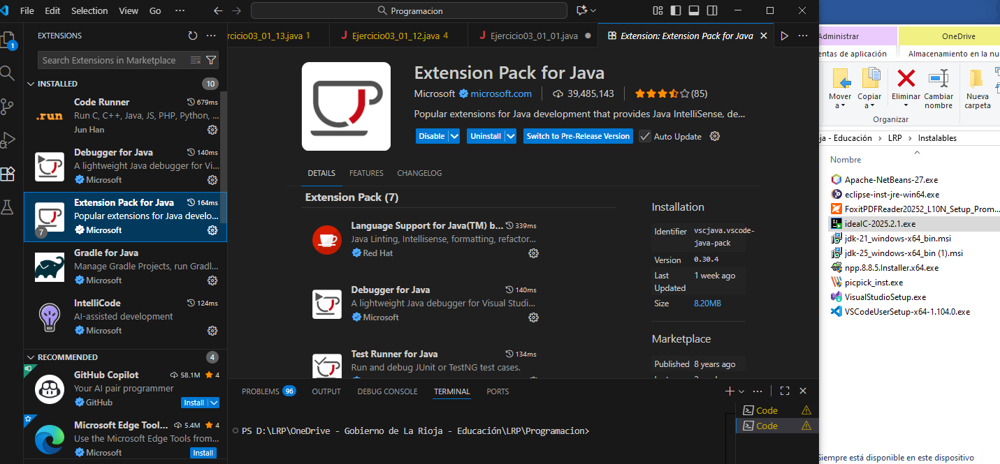 File Edit Selection View Go ··· Programacion
EXTENSIONS
Search Extensions in Marketplace
INSTALLED 10
1
Code Runner 679ms
Run C, C++, Java, JS, PHP, Python, ...
.run
Jun Han
Debugger for Java 140ms
A lightweight Java debugger for Vi...
Microsoft
Extension Pack for Java 164ms
Popular extensions for Java develo...
7
Microsoft
Gradle for Java
Manage Gradle Projects, run Gradl...
Microsoft
IntelliCode 124ms
AI-assisted development
Microsoft
RECOMMENDED 4
GitHub Copilot 58.1M 4
Your AI pair programmer
GitHub Install
Microsoft Edge Tool... 5.4M 4
Use the Microsoft Edge Tools from...
Microsoft Install
rcicio03_01_13.java 1 J Ejercicio03_01_12.java 4 J Ejercicio03_01_01.java Extension: Extension Pack for Java
Extension Pack for Java
Microsoft microsoft.com 39,485,143 (85)
Popular extensions for Java development that provides Java IntelliSense, de...
Disable Uninstall Switch to Pre-Release Version Auto Update
DETAILS FEATURES CHANGELOG
Extension Pack (7)
Language Support for Java(TM) b... 339ms
Java Linting, Intellisense, formatting, refactor...
Red Hat
Debugger for Java 140ms
A lightweight Java debugger for Visual Studi...
Microsoft
Test Runner for Java 134ms
Run and debug JUnit or TestNG test cases.
Installation
Identifier vscjava.vscode-
java-pack
Version 0.30.4
Last 1 week ago
Updated
Size 8.20MB
Marketplace
Published 8 years ago
PROBLEMS 96 OUTPUT DEBUG CONSOLE TERMINAL PORTS
PS D:\LRP\OneDrive - Gobierno de La Rioja - Educación\LRP\Programacion>
Code
Code
Administrar OneDrive
entas de aplicación Almacenamiento en la nu
Mover Copiar Eliminar Cambiar Nueva
a a nombre carpeta
Organizar
ja - Educación > LRP > Instalables
Nombre
Apache-NetBeans-27.exe
eclipse-inst-jre-win64.exe
FoxitPDFReader20252_L10N_Setup_Prom...
ideaIC-2025.2.1.exe
jdk-21_windows-x64_bin.msi
jdk-25_windows-x64_bin (1).msi
npp.8.8.5.Installer.x64.exe
picpick_inst.exe
VisualStudioSetup.exe
VSCodeUserSetup-x64-1.104.0.exe
Siempre está disponible en este dispositivo